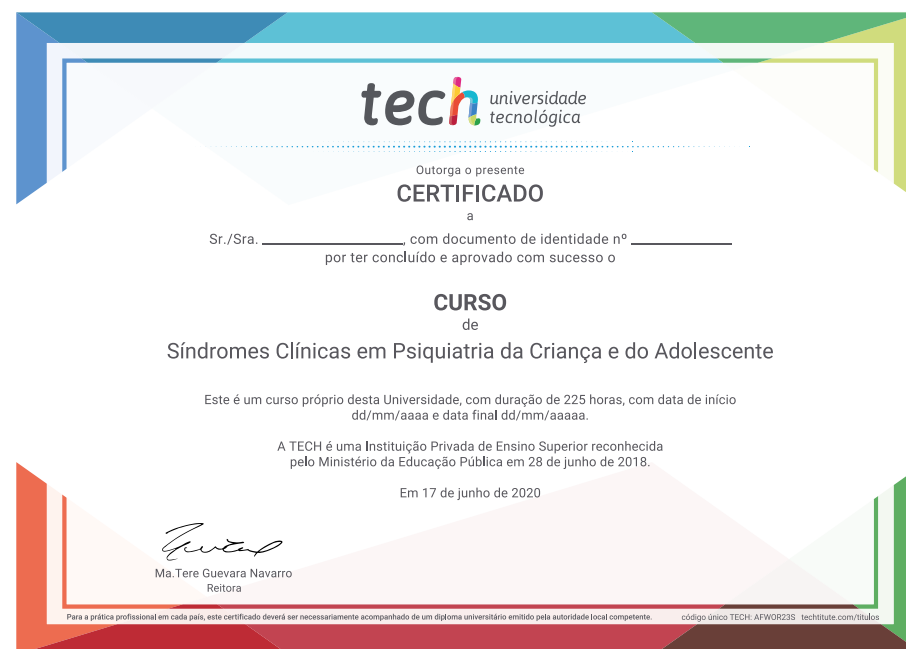 tech universidade
tecnológica
Outorga o presente
CERTIFICADO
a
Sr./Sra. ____________, com documento de identidade nº ____________
por ter concluído e aprovado com sucesso o
CURSO
de
Síndromes Clínicas em Psiquiatria da Criança e do Adolescente
Este é um curso próprio desta Universidade, com duração de 225 horas, com data de início
dd/mm/aaaa e data final dd/mm/aaaaa.
A TECH é uma Instituição Privada de Ensino Superior reconhecida
pelo Ministério da Educação Pública em 28 de junho de 2018.
Em 17 de junho de 2020
Ma.Tere Guevara Navarro
Reitora
Para a prática profissional em cada país, este certificado deverá ser necessariamente acompanhado de um diploma universitário emitido pela autoridade local competente. código único TECH: AFWOR23S techtitute.com/titulos